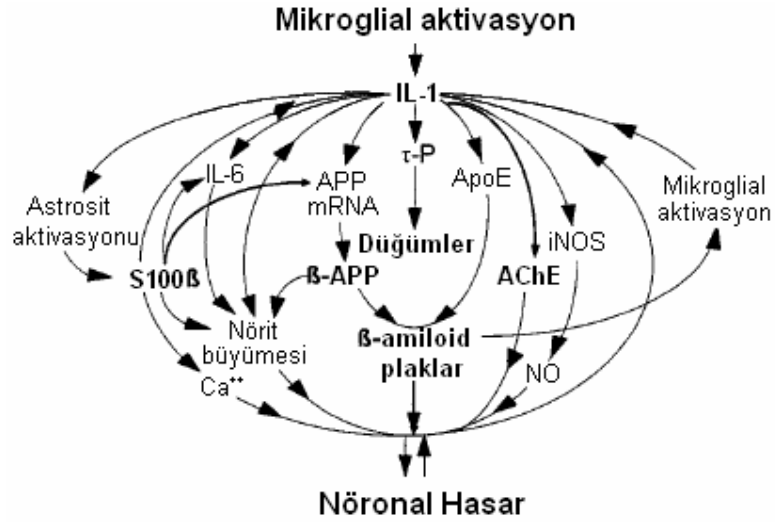 Mikroglial aktivasyon
IL-1
IL-6
τ-P
APP
mRNA
ApoE
Mikroglial
aktivasyon
Astrosit
aktivasyonu
iNOS
Düğümler
S100ß
ß-APP
AChE
Nörit
büyümesi
ß-amiloid
plaklar
Ca⁺⁺
NO
Nöronal Hasar